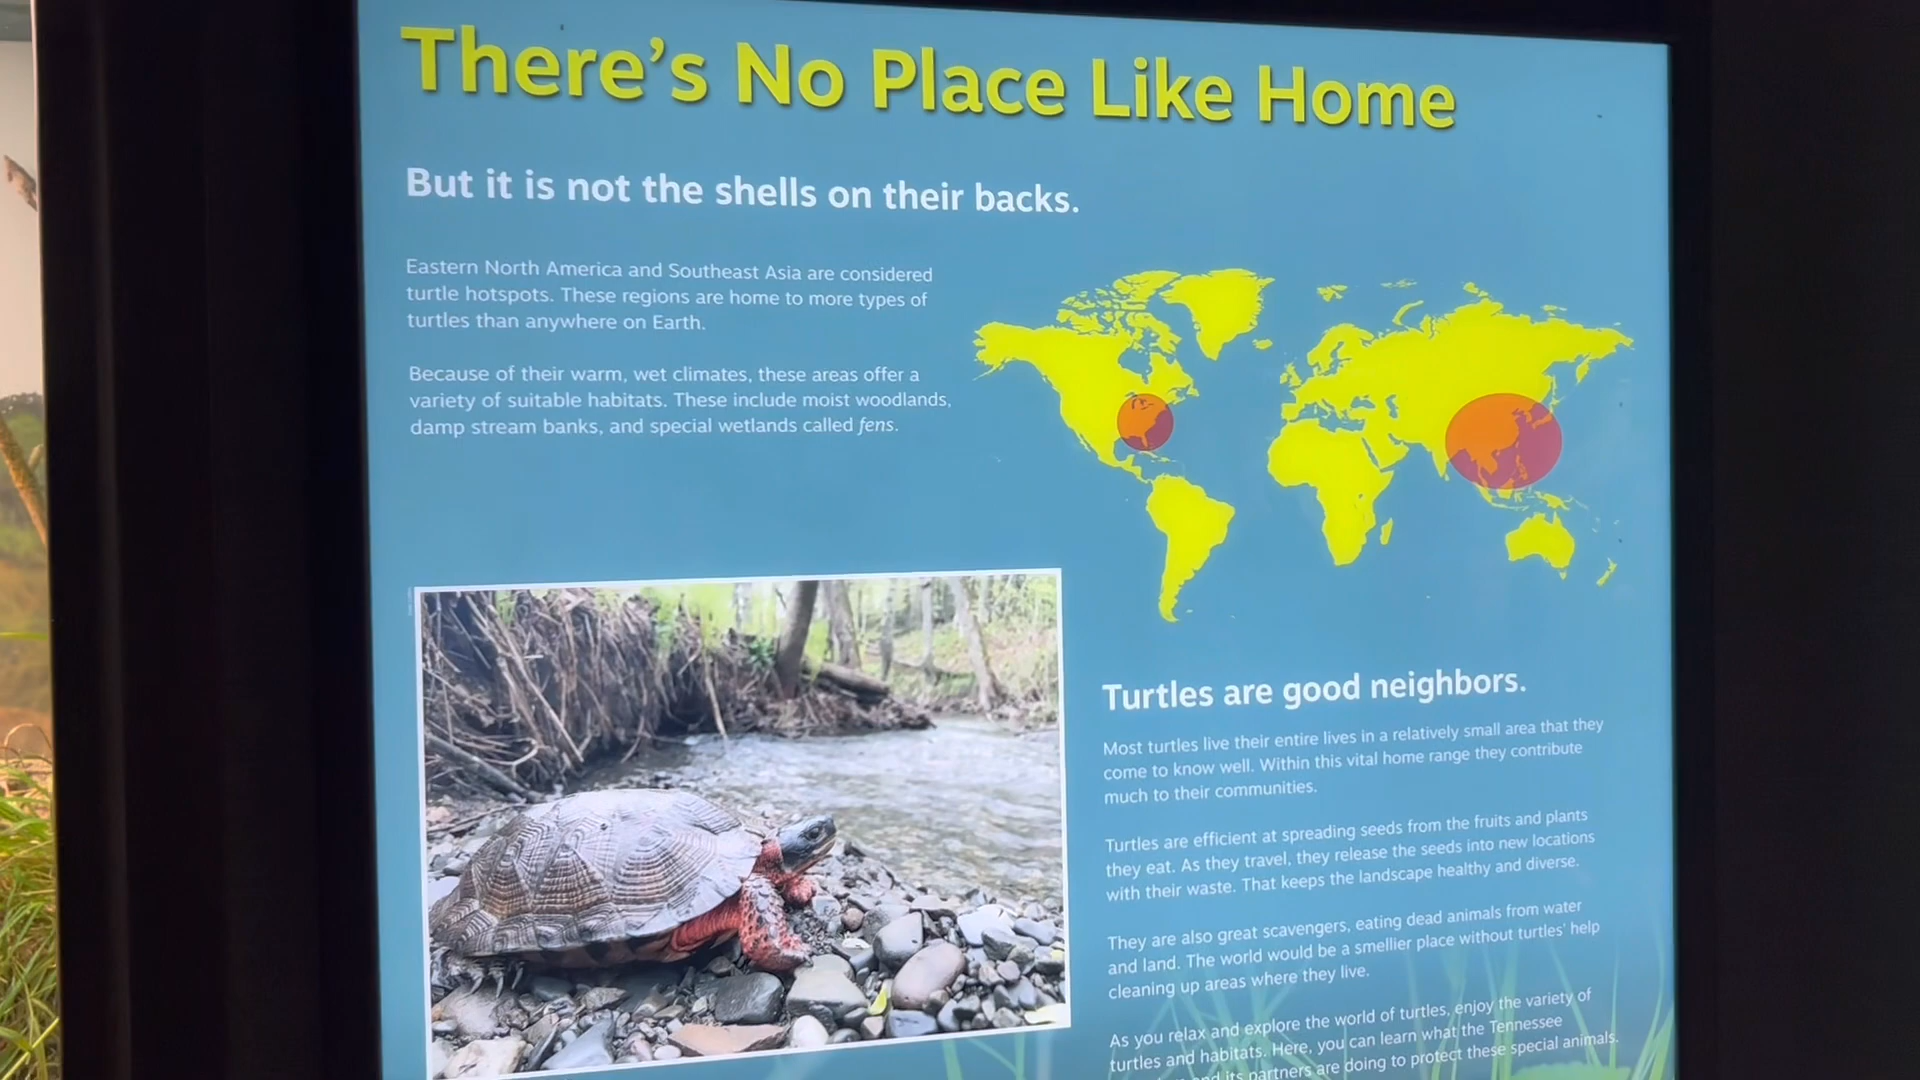 There's No Place Like Home
But it is not the shells on their backs.
Eastern North America and Southeast Asia are considered
turtle hotspots. These regions are home to more types of
turtles than anywhere on Earth.
Because of their warm, wet climates, these areas offer a
variety of suitable habitats. These include moist woodlands,
damp stream banks, and special wetlands called fens.
Turtles are good neighbors.
Most turtles live their entire lives in a relatively small area that they
come to know well. Within this vital home range they contribute
much to their communities.
Turtles are efficient at spreading seeds from the fruits and plants
they eat. As they travel, they release the seeds into new locations
with their waste. That keeps the landscape healthy and diverse.
They are also great scavengers, eating dead animals from water
and land. The world would be a smellier place without turtles' help
cleaning up areas where they live.
As you relax and explore the world of turtles, enjoy the variety of
turtles and habitats. Here, you can learn what the Tennessee
and its partners are doing to protect these special animals.